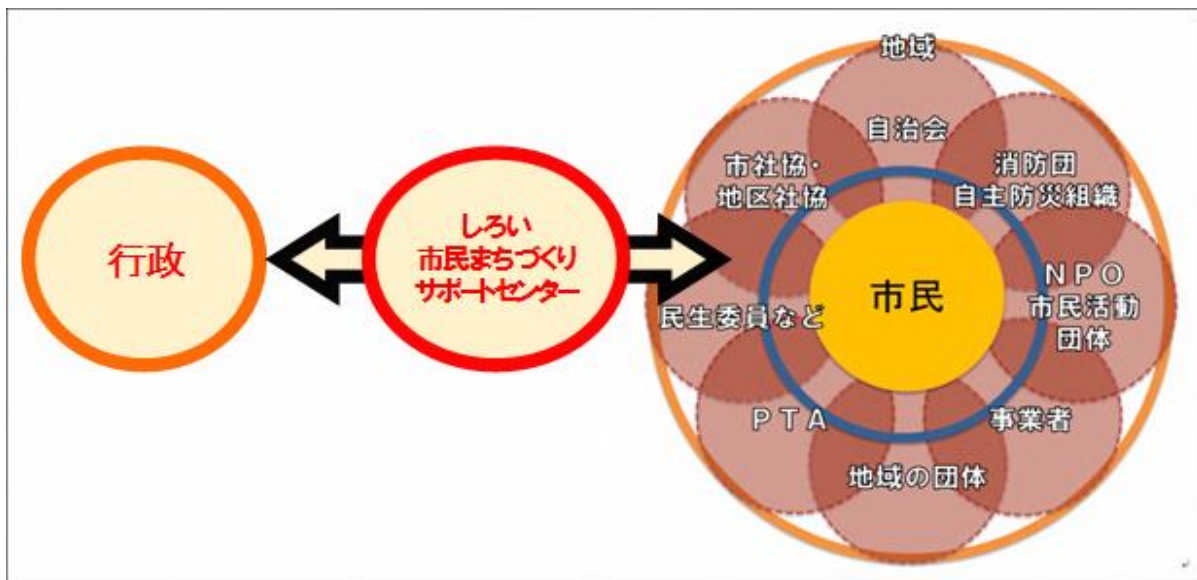 行政
しろい
市民まちづくり
サポートセンター
地域
自治会
市社協・
地区社協
消防団
自主防災組織
市民
民生委員など
NPO
市民活動
団体
PTA
事業者
地域の団体